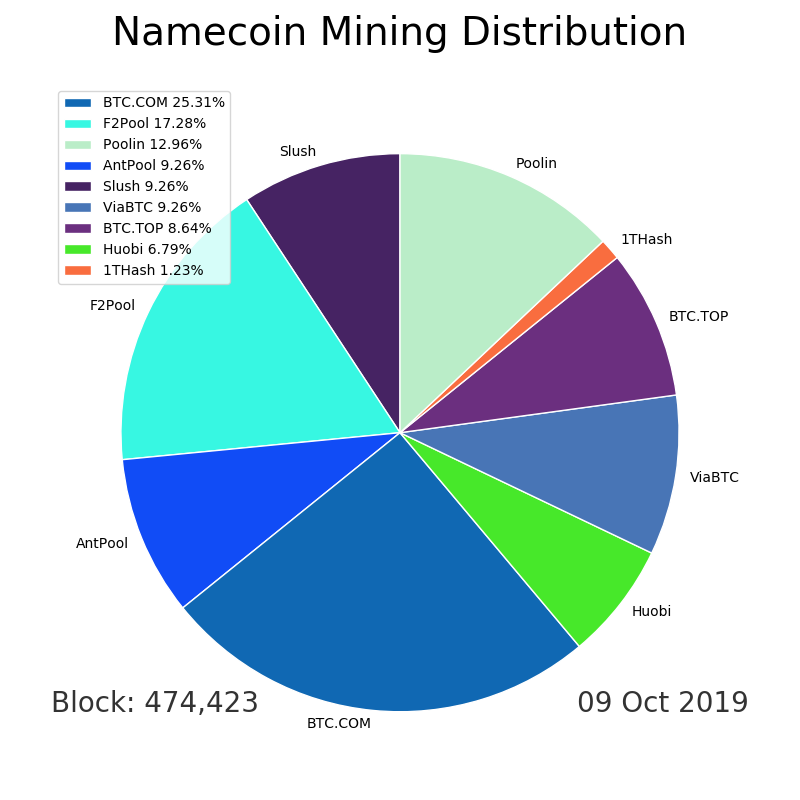 Namecoin Mining Distribution
BTC.COM 25.31%
F2Pool 17.28%
Poolin 12.96%
AntPool 9.26%
Slush 9.26%
ViaBTC 9.26%
BTC.TOP 8.64%
Huobi 6.79%
1THash 1.23%
Slush
Poolin
1THash
F2Pool
BTC.TOP
ViaBTC
AntPool
Huobi
Block: 474,423
09 Oct 2019
BTC.COM